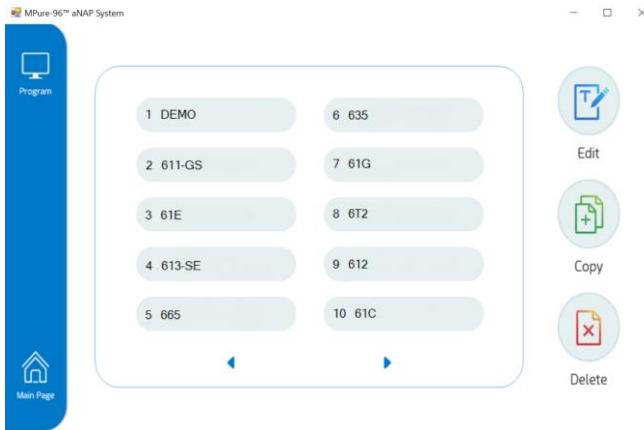 MPure-96™ aNAP System
Program
1 DEMO
2 611-GS
3 61E
4 613-SE
5 665
6 635
7 61G
8 6T2
9 612
10 61C
Edit
Copy
Delete
Main Page